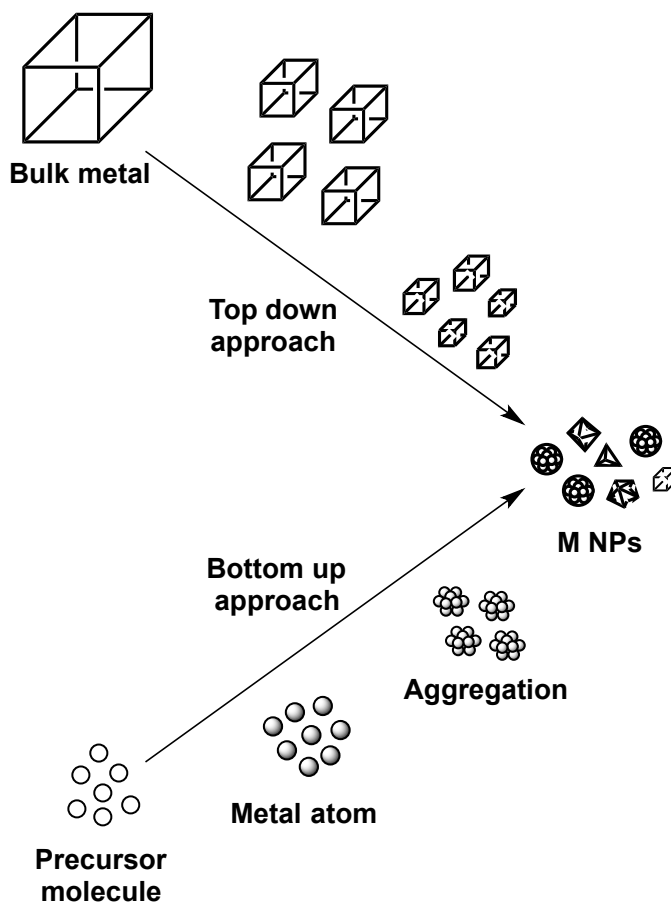 Bulk metal
Top down
approach
M NPs
Bottom up
approach
Aggregation
Metal atom
Precursor
molecule